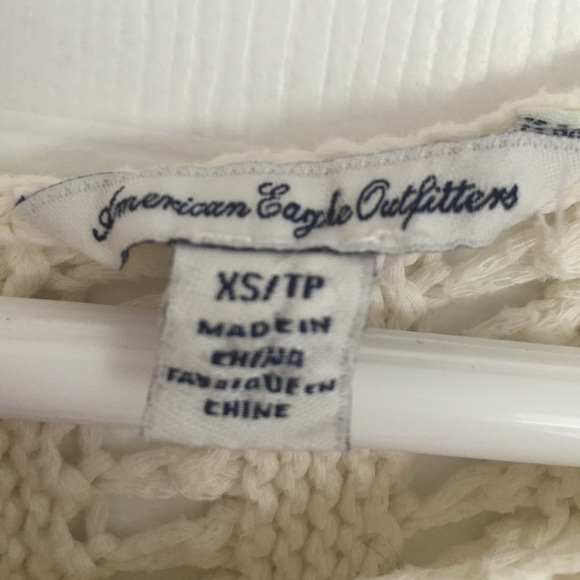 American Eagle Outfitters
XS/TP
MADE IN
CHINA
FABRIQUE EN
CHINE